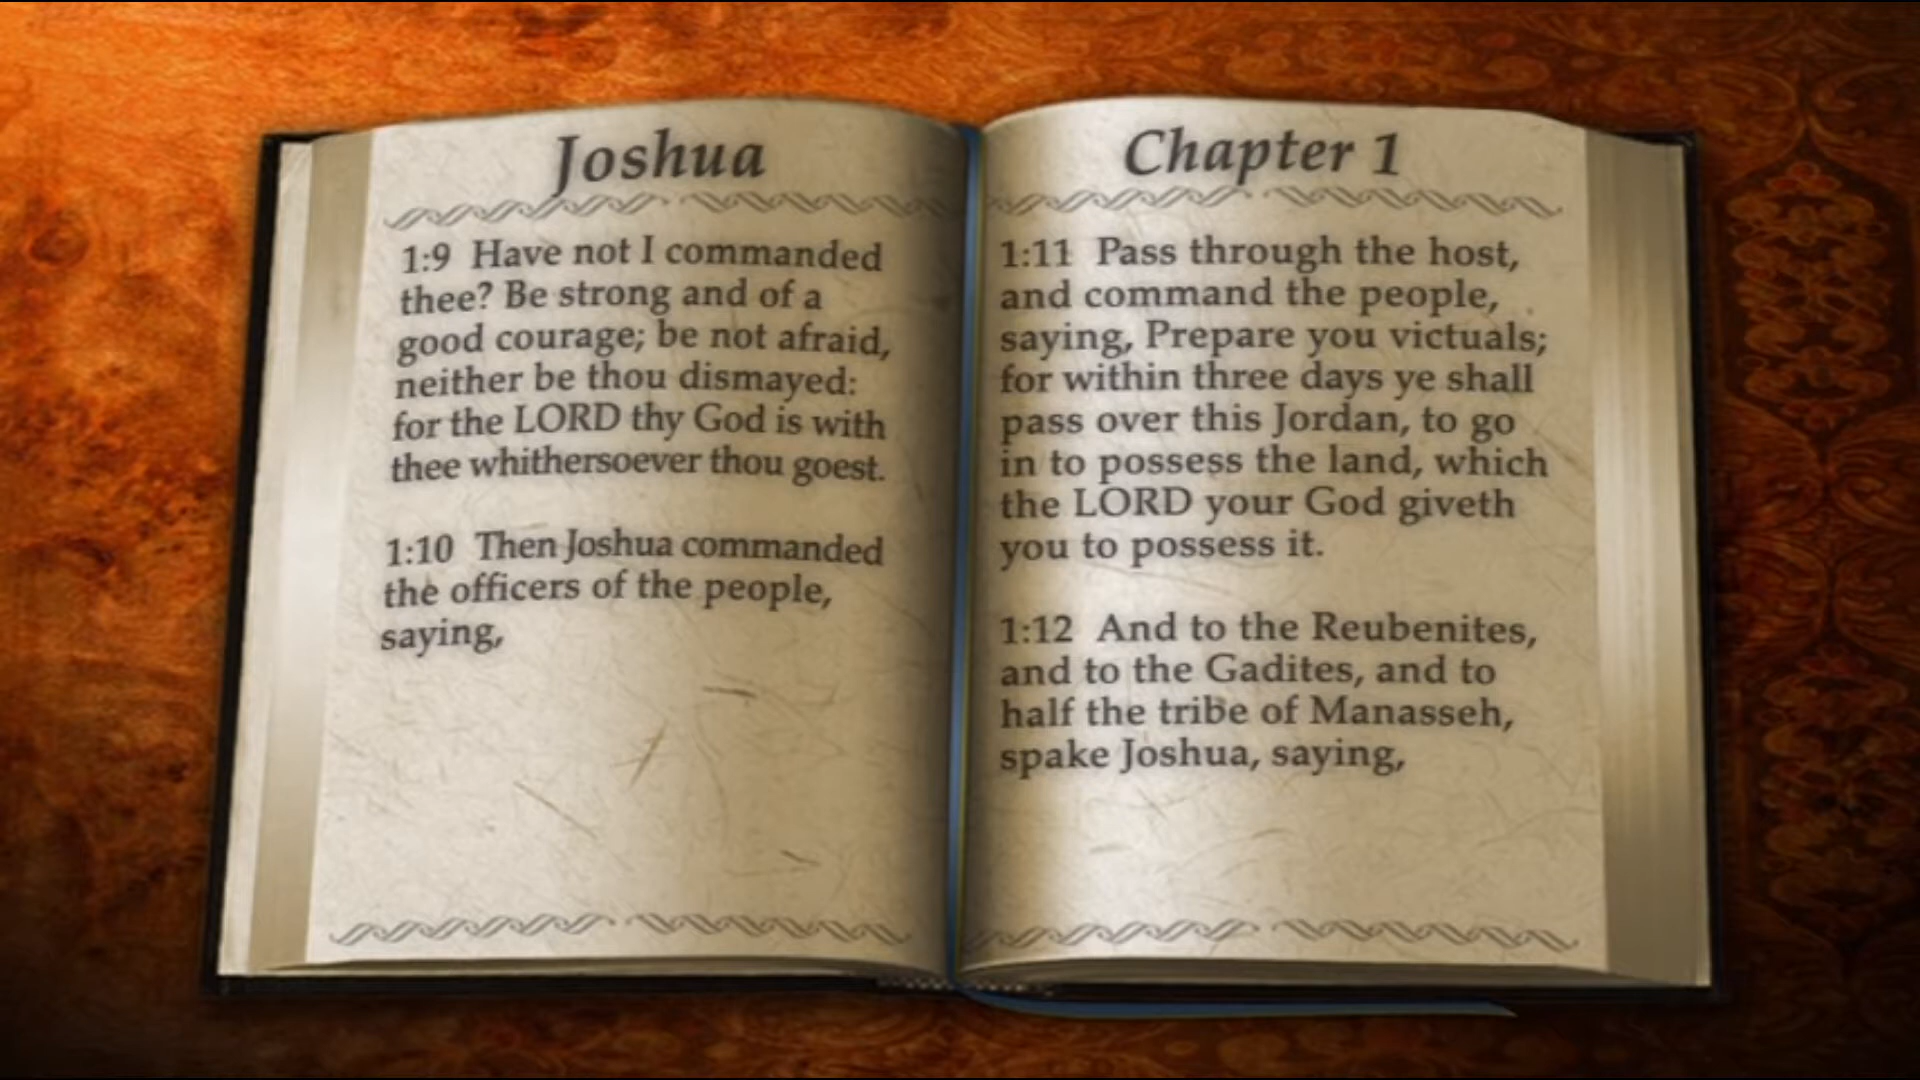 Joshua
1:9 Have not I commanded
thee? Be strong and of a
good courage; be not afraid,
neither be thou dismayed:
for the LORD thy God is with
thee whithersoever thou goest.
1:10 Then Joshua commanded
the officers of the people,
saying,
Chapter 1
1:11 Pass through the host,
and command the people,
saying, Prepare you victuals;
for within three days ye shall
pass over this Jordan, to go
in to possess the land, which
the LORD your God giveth
you to possess it.
1:12 And to the Reubenites,
and to the Gadites, and to
half the tribe of Manasseh,
spake Joshua, saying,